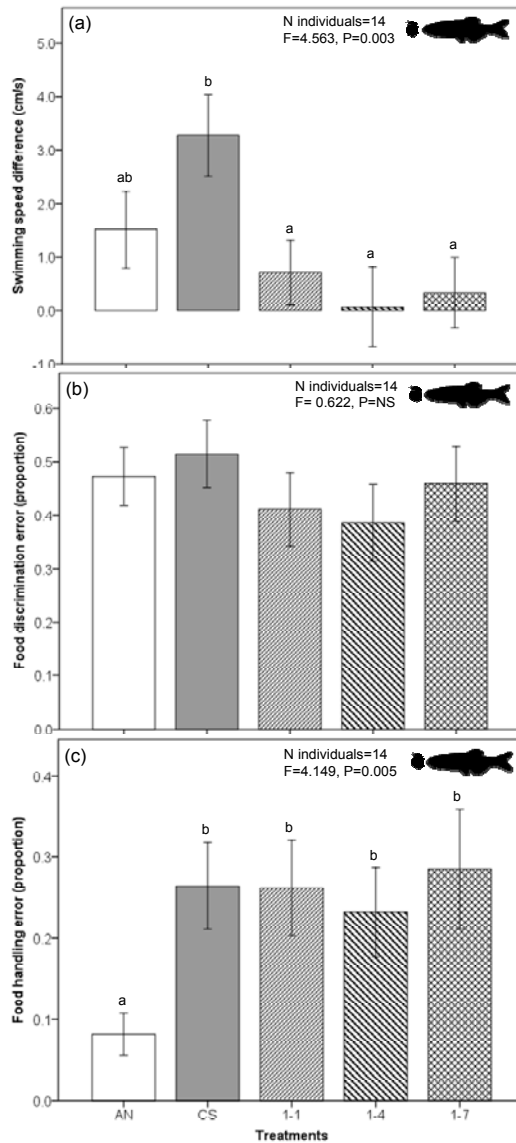 (a)
N individuals=14
F=4.563, P=0.003
Swimming speed difference (cm/s)
5.0
4.0
3.0
2.0
1.0
0.0
-1.0
ab
b
a
a
a
(b)
N individuals=14
F= 0.622, P=NS
Food discrimination error (proportion)
0.6
0.5
0.4
0.3
0.2
0.1
0.0
(c)
N individuals=14
F=4.149, P=0.005
Food handling error (proportion)
0.4
0.3
0.2
0.1
0.0
a
b
b
b
b
AN CS 1-1 1-4 1-7
Treatments